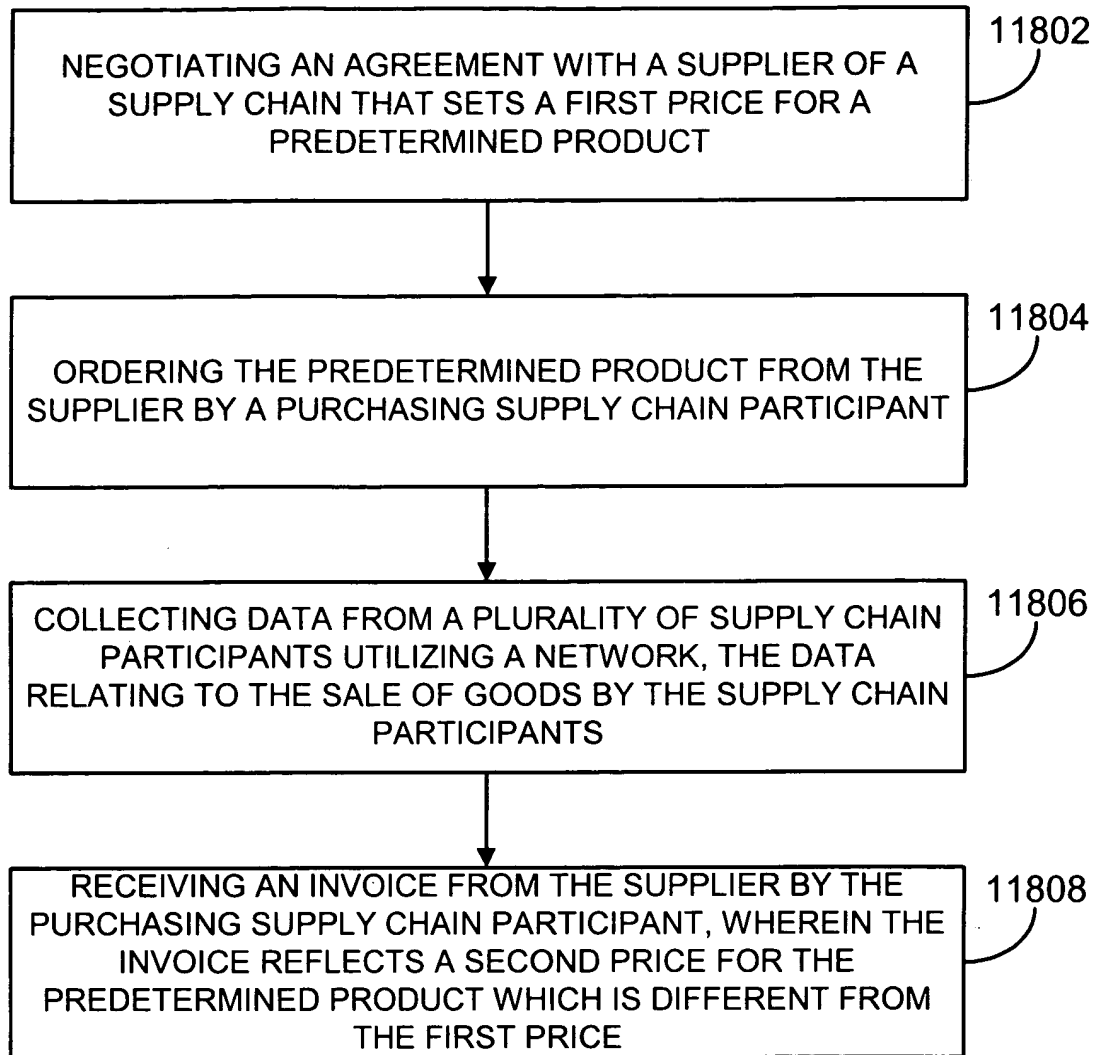 11802
NEGOTIATING AN AGREEMENT WITH A SUPPLIER OF A
SUPPLY CHAIN THAT SETS A FIRST PRICE FOR A
PREDETERMINED PRODUCT
11804
ORDERING THE PREDETERMINED PRODUCT FROM THE
SUPPLIER BY A PURCHASING SUPPLY CHAIN PARTICIPANT
11806
COLLECTING DATA FROM A PLURALITY OF SUPPLY CHAIN
PARTICIPANTS UTILIZING A NETWORK, THE DATA
RELATING TO THE SALE OF GOODS BY THE SUPPLY CHAIN
PARTICIPANTS
11808
RECEIVING AN INVOICE FROM THE SUPPLIER BY THE
PURCHASING SUPPLY CHAIN PARTICIPANT, WHEREIN THE
INVOICE REFLECTS A SECOND PRICE FOR THE
PREDETERMINED PRODUCT WHICH IS DIFFERENT FROM
THE FIRST PRICE